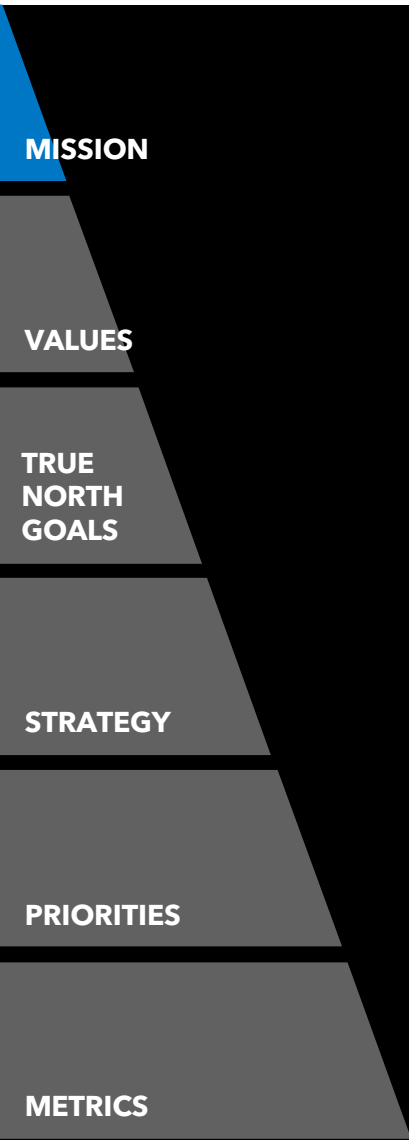 MISSION
VALUES
TRUE
NORTH
GOALS
STRATEGY
PRIORITIES
METRICS